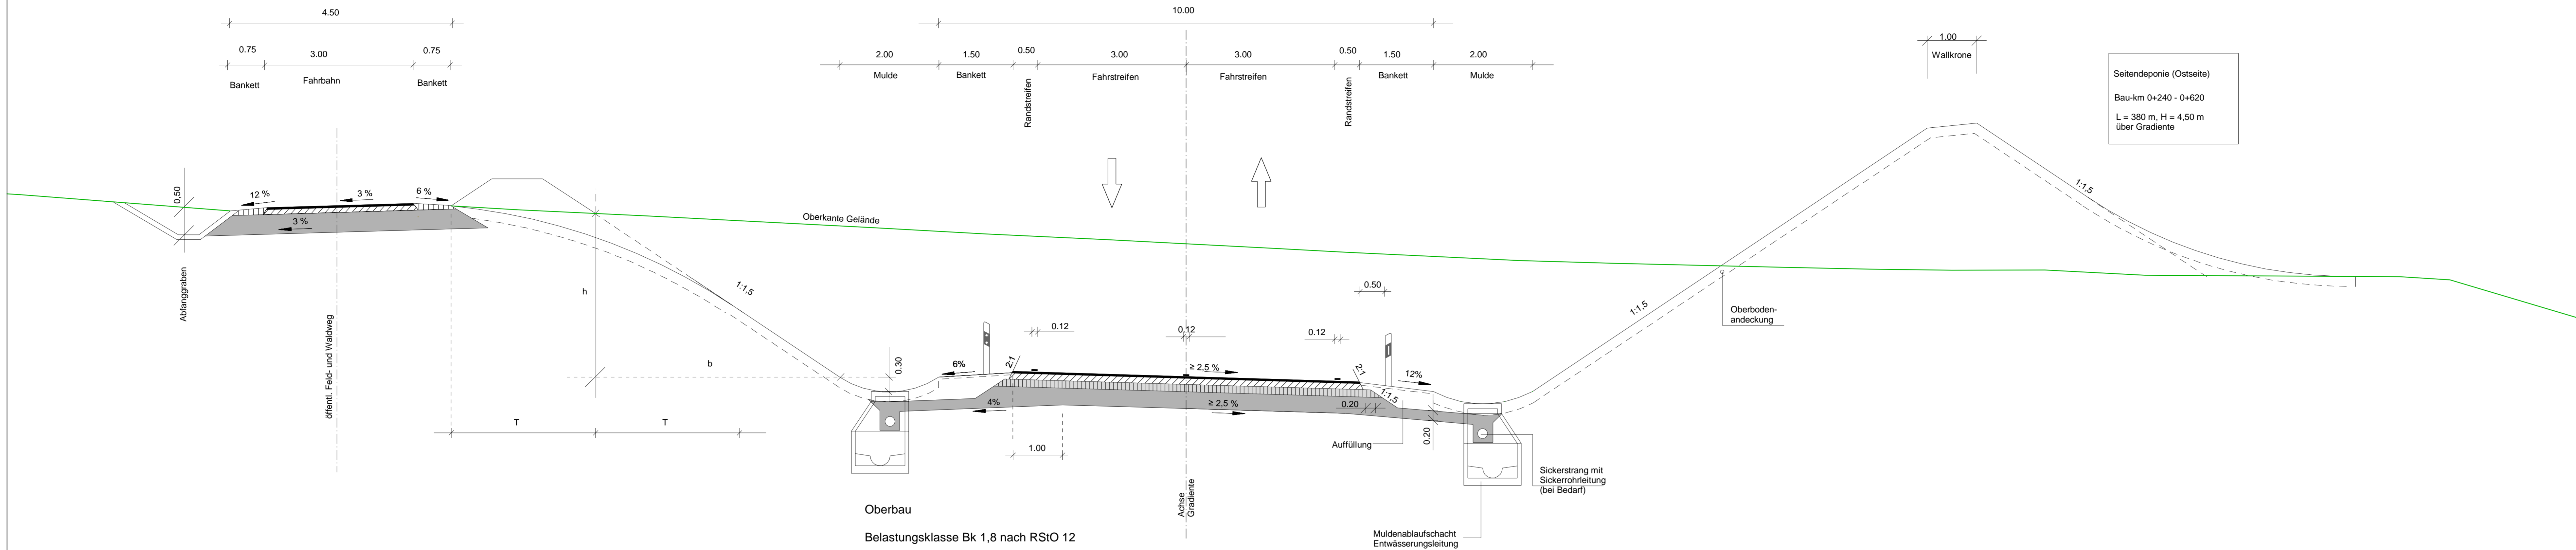 4.50
10.00
0.75
3.00
0.75
Bankett
Fahrbahn
Bankett
2.00
1.50
0.50
3.00
3.00
0.50
1.50
2.00
Mulde
Bankett
Randstreifen
Fahrstreifen
Fahrstreifen
Randstreifen
Bankett
Mulde
1.00
Wallkrone
Seitendeponie (Ostseite)
Bau-km 0+240 - 0+620
L = 380 m, H = 4,50 m
über Gradiente
0,50
12 %
3 %
6 %
3 %
Abfanggraben
öffentl. Feld- und Waldweg
Oberkante Gelände
h
b
1:1,5
T
T
0.30
6%
2:1
0.12
0.12
0.12
≥ 2,5 %
0.50
2:1
12%
1:1,5
4%
≥ 2,5 %
0.20
0.20
1.00
Auffüllung
1:1,5
1:1,5
Oberboden-
andeckung
Sickerstrang mit
Sickerrohrleitung
(bei Bedarf)
Achse
Gradiente
Muldenablaufschacht
Entwässerungsleitung
Oberbau
Belastungsklasse Bk 1,8 nach RStO 12